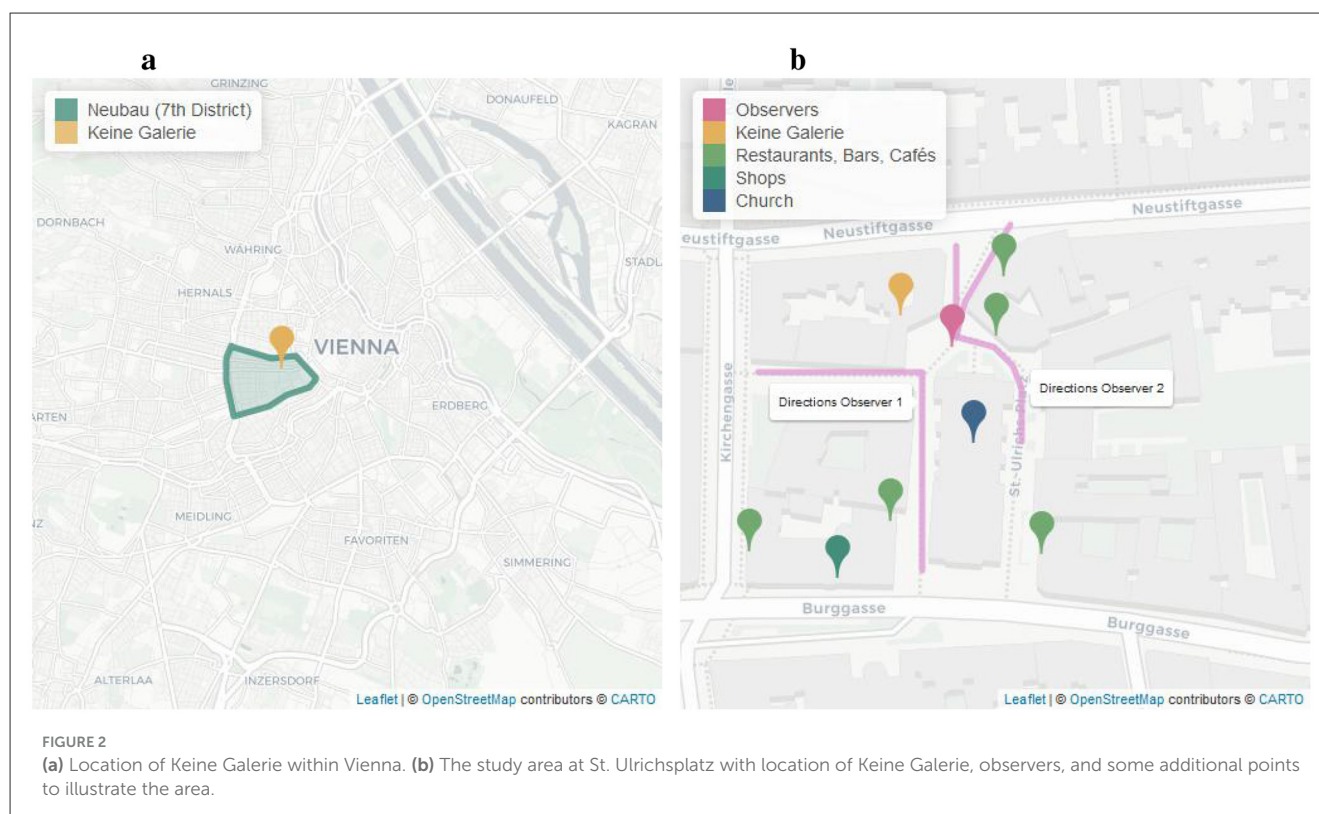 a
b
GRINZING
Neubau (7th District)
Keine Galerie
DONAUFELD
KAGRAN
DORNBACH
WÄHRING
STADL
HERNALS
VIENNA
GARTEN
ERDBERG
MEIDLING
FAVORITEN
SIMMERING
ALTERLAA
INZERSDORF
Leaflet | © OpenStreetMap contributors © CARTO
Observers
Keine Galerie
Restaurants, Bars, Cafés
Shops
Church
Neustiftgasse
Neustiftgasse
eustiftgasse
Directions Observer 1
Directions Observer 2
Kirchengasse
St.-Ulrichs-Platz
Burggasse
Burggasse
Leaflet | © OpenStreetMap contributors © CARTO
FIGURE 2
(a) Location of Keine Galerie within Vienna. (b) The study area at St. Ulrichsplatz with location of Keine Galerie, observers, and some additional points
to illustrate the area.